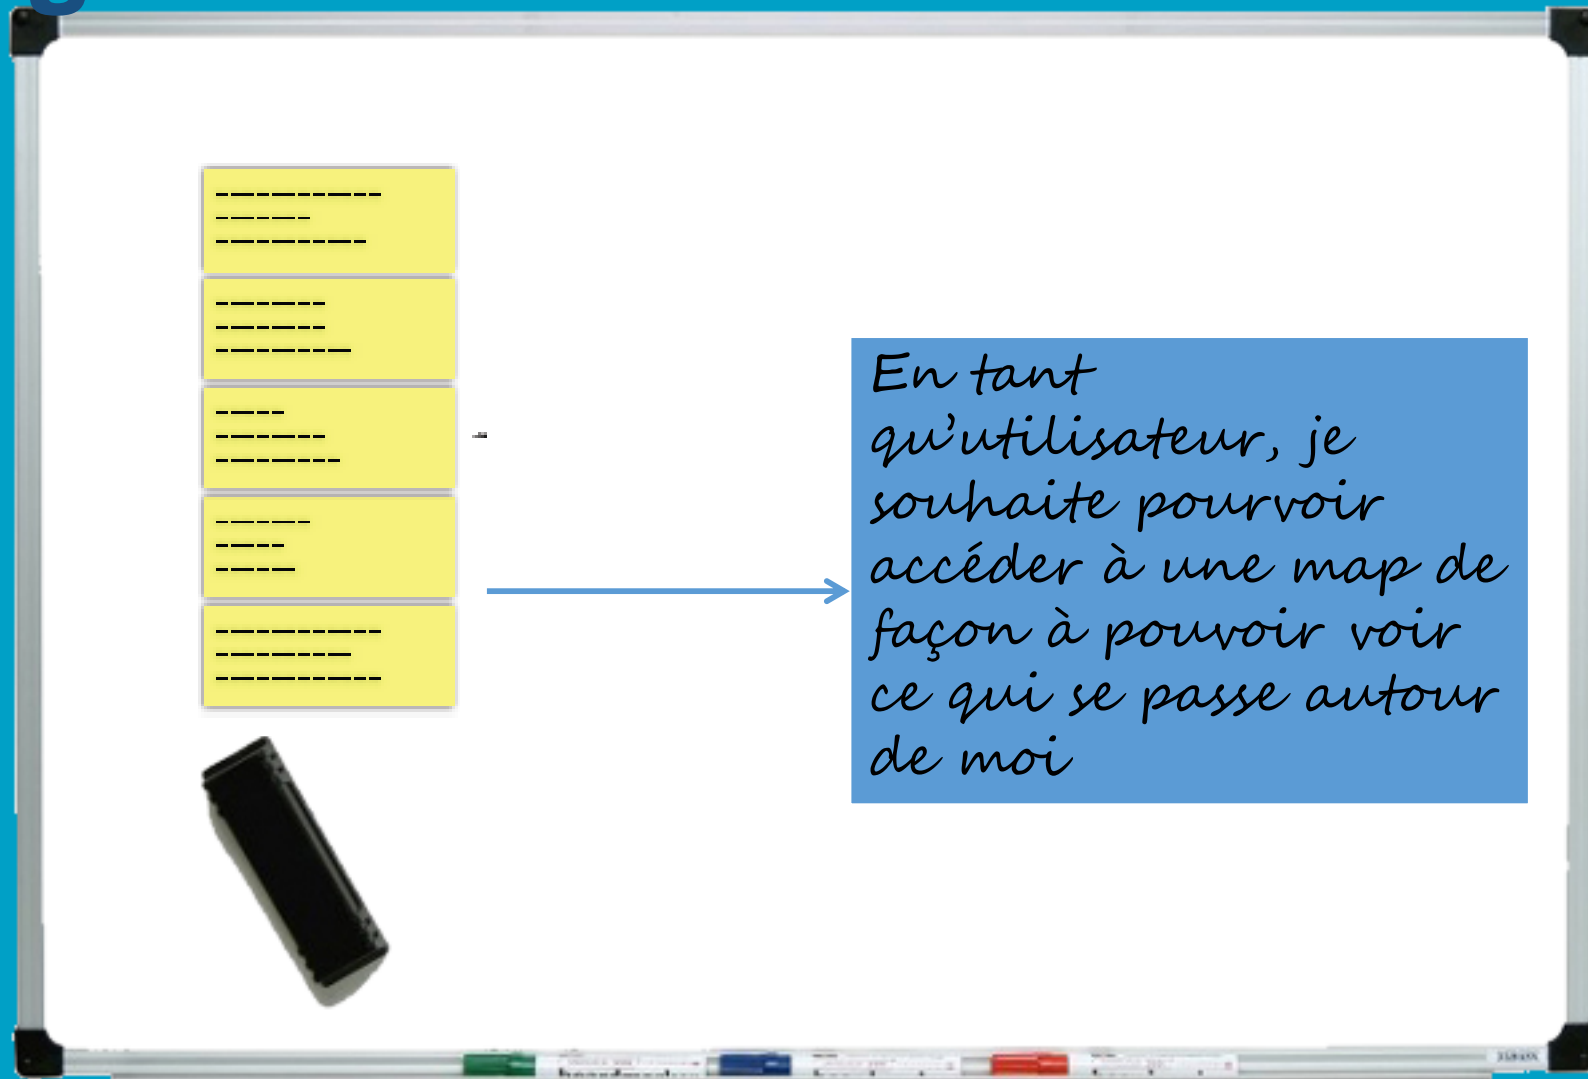 En tant
qu'utilisateur, je
souhaite pourvoir
accéder à une map de
façon à pouvoir voir
ce qui se passe autour
de moi